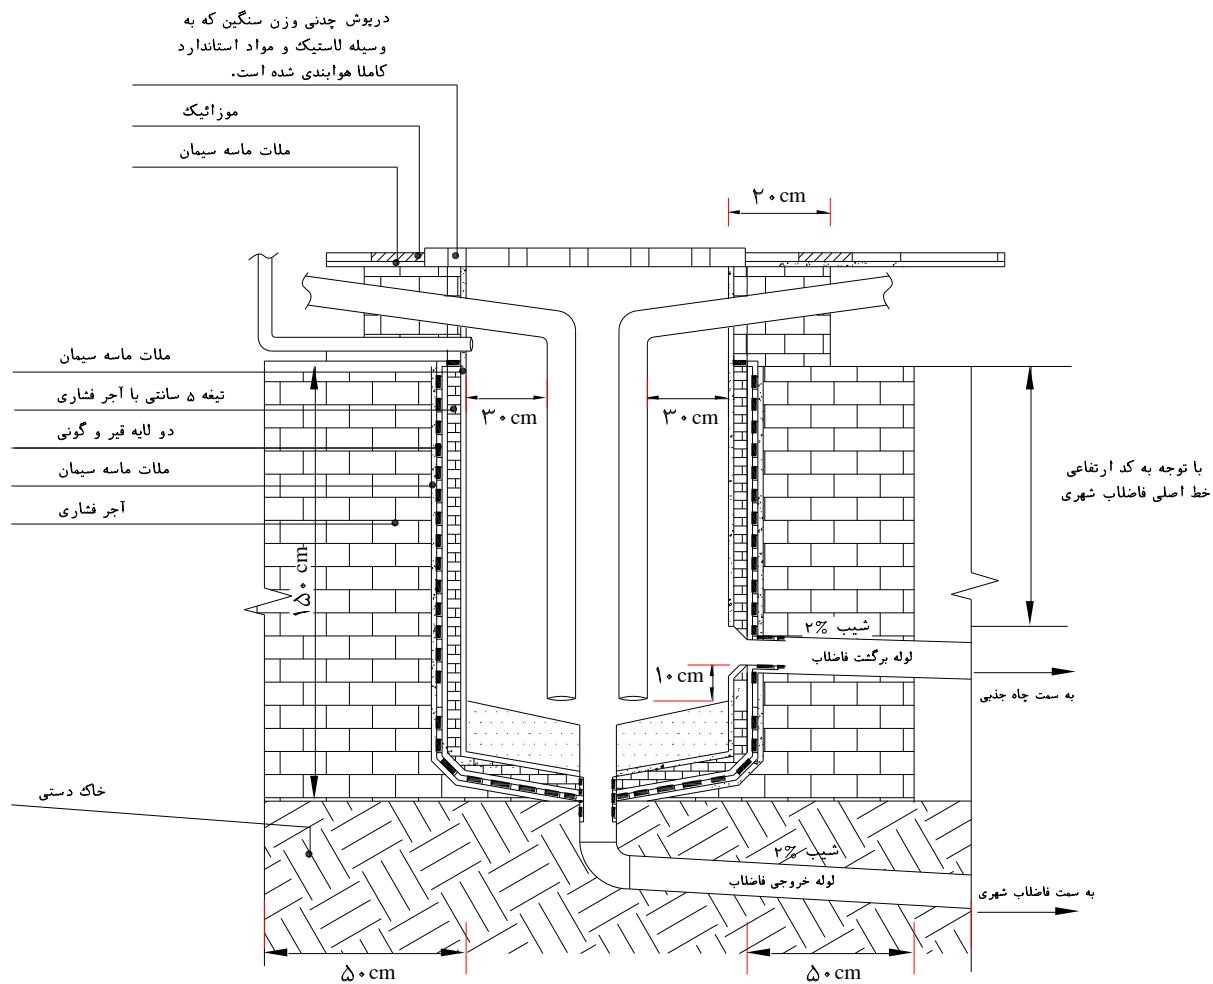 درپوش چدنی وزن سنگین که به
وسیله لاستیک و مواد استاندارد
کاملا هوابندی شده است.
موزائیک
ملات ماسه سیمان
۲۰cm
ملات ماسه سیمان
تیغه ۵ سانتی با آجر فشاری
دو لایه قیر و گونی
ملات ماسه سیمان
آجر فشاری
۳۰cm
۳۰cm
با توجه به کد ارتفاعی
خط اصلی فاضلاب شهری
۱۵۰cm
شیب ۲%
لوله برگشت فاضلاب
۱۰cm
به سمت چاه جذبی
خاک دستی
شیب ۲%
لوله خروجی فاضلاب
به سمت فاضلاب شهری
۵۰cm
۵۰cm